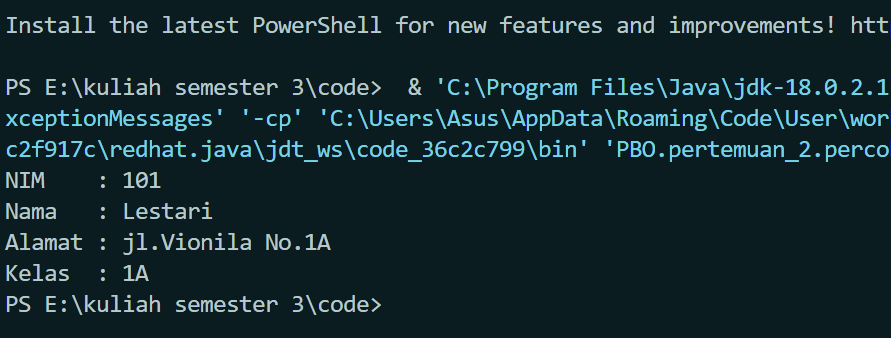 Install the latest PowerShell for new features and improvements! htt
PS E:\kuliah semester 3\code>  & 'C:\Program Files\Java\jdk-18.0.2.1
xceptionMessages' '-cp' 'C:\Users\Asus\AppData\Roaming\Code\User\wor
c2f917c\redhat.java\jdt_ws\code_36c2c799\bin' 'PBO.pertemuan_2.perco
NIM    : 101
Nama   : Lestari
Alamat : jl.Vionila No.1A
Kelas  : 1A
PS E:\kuliah semester 3\code>